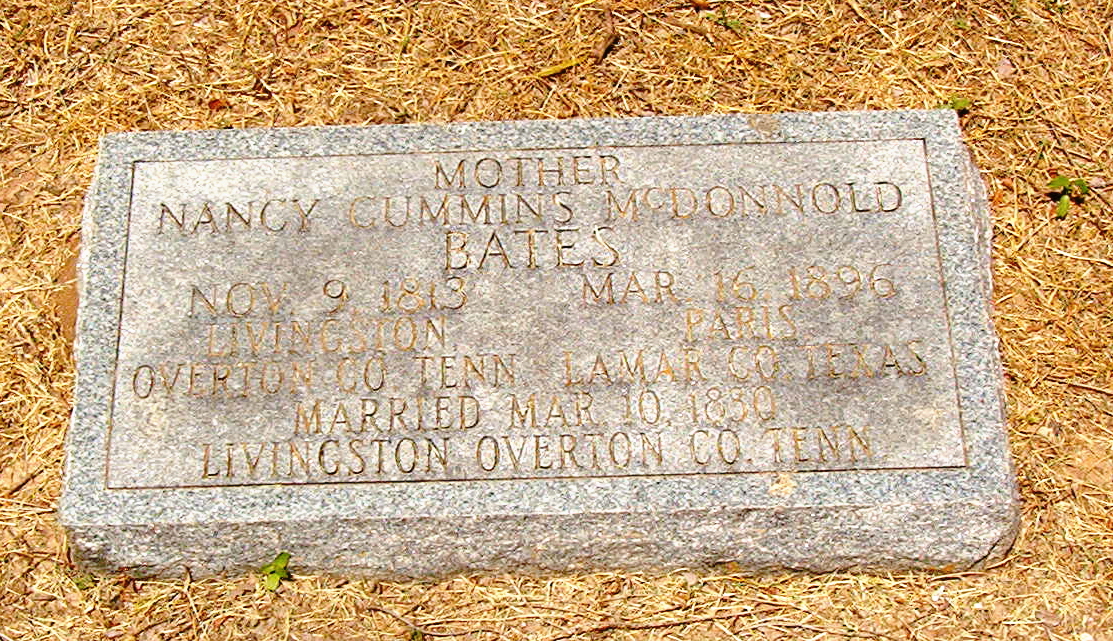 MOTHER
NANCY CUMMINS McDONNOLD
BATES
NOV. 9, 1813 MAR. 16, 1896
LIVINGSTON PARIS
OVERTON CO. TENN - LAMAR CO. TEXAS
MARRIED MAR. 10, 1830
LIVINGSTON, OVERTON CO. TENN